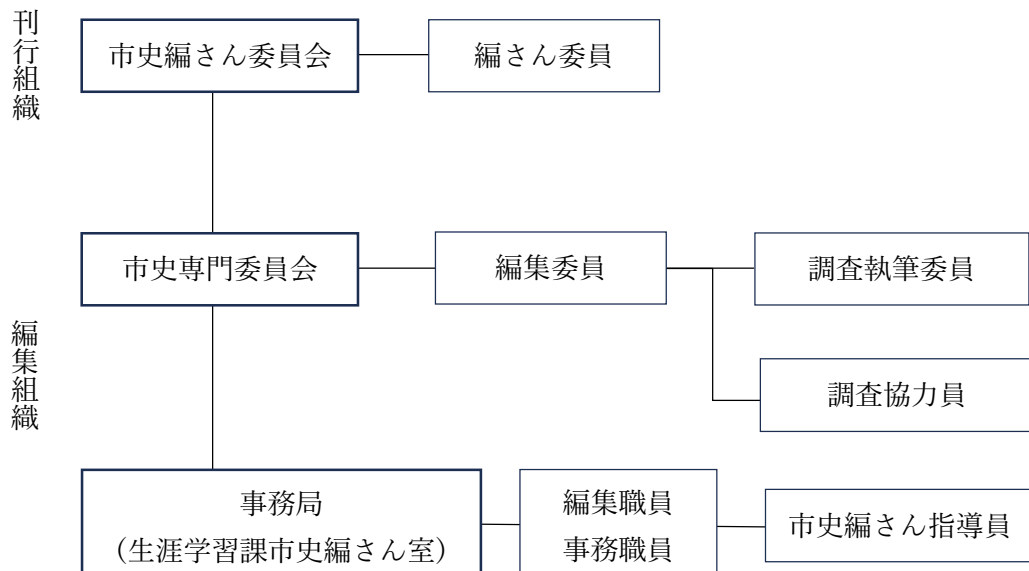 刊行組織
市史編さん委員会
編さん委員
編集組織
市史専門委員会
編集委員
調査執筆委員
調査協力員
事務局
（生涯学習課市史編さん室）
編集職員
事務職員
市史編さん指導員